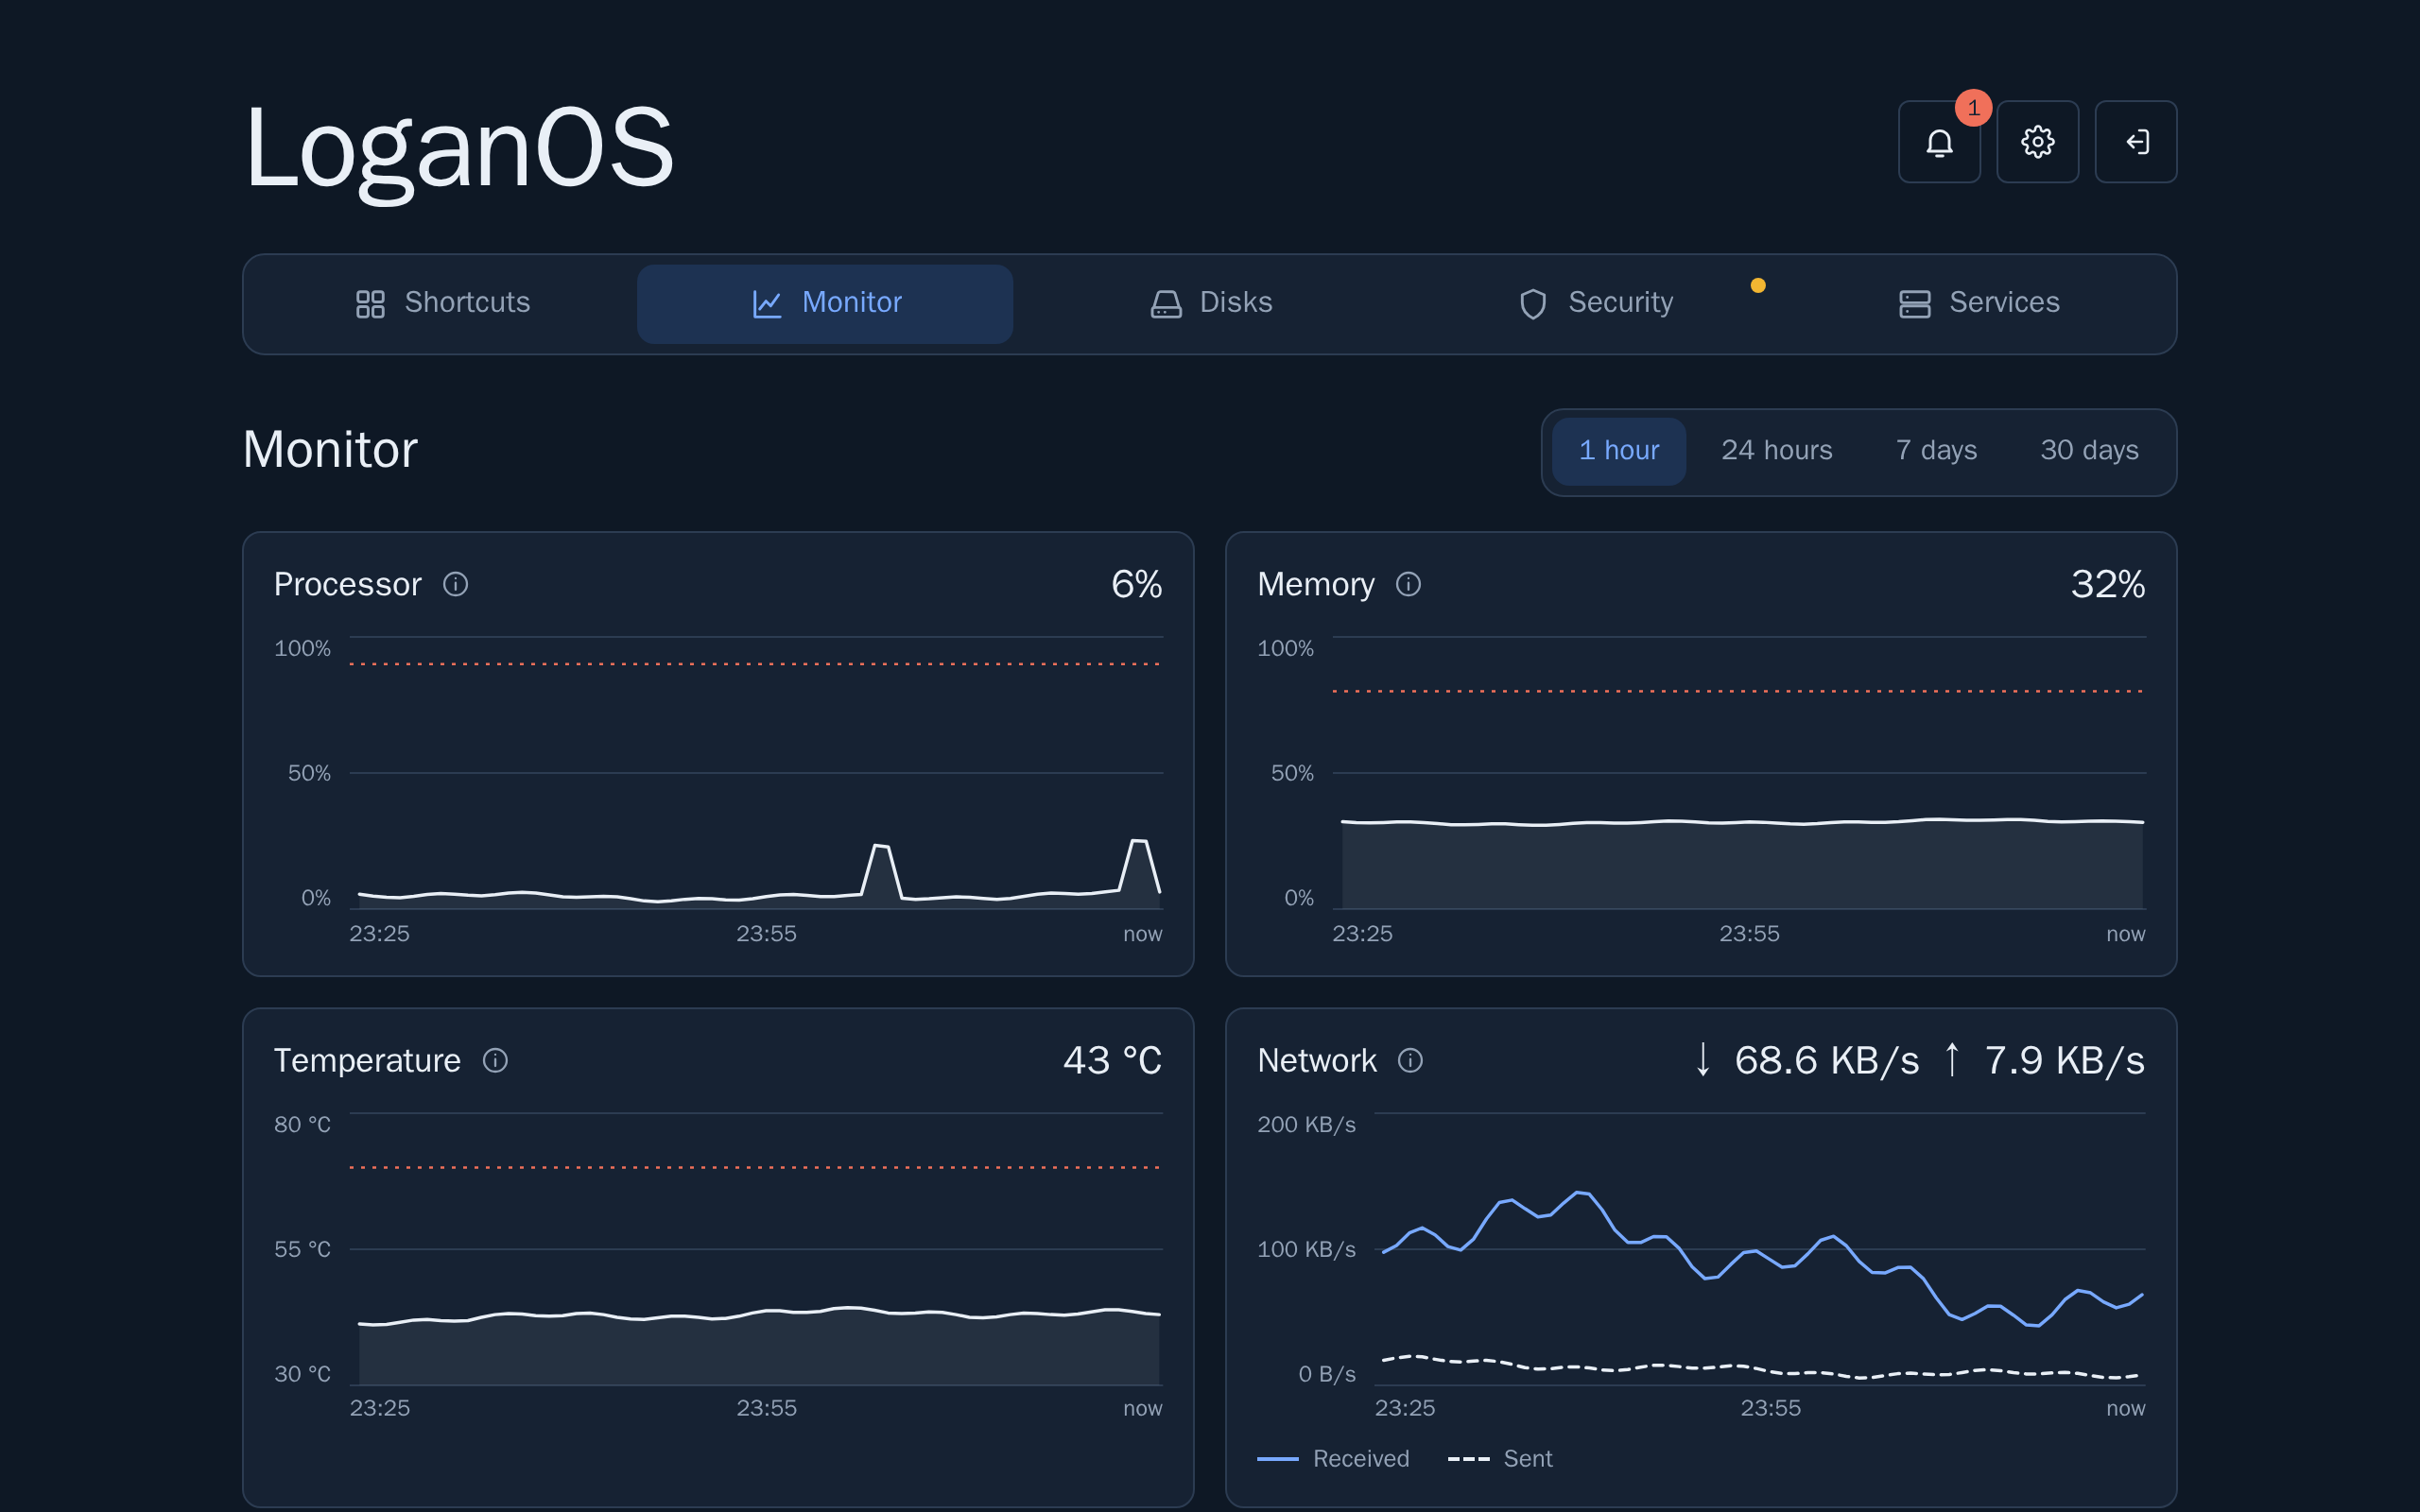 LoganOS
1
Shortcuts
Monitor
Disks
Security
Services
Monitor
1 hour
24 hours
7 days
30 days
Processor
6%
100%
50%
0%
23:25
23:55
now
Memory
32%
100%
50%
0%
23:25
23:55
now
Temperature
43 °C
80 °C
55 °C
30 °C
23:25
23:55
now
Network
↓ 68.6 KB/s ↑ 7.9 KB/s
200 KB/s
100 KB/s
0 B/s
23:25
23:55
now
Received
Sent